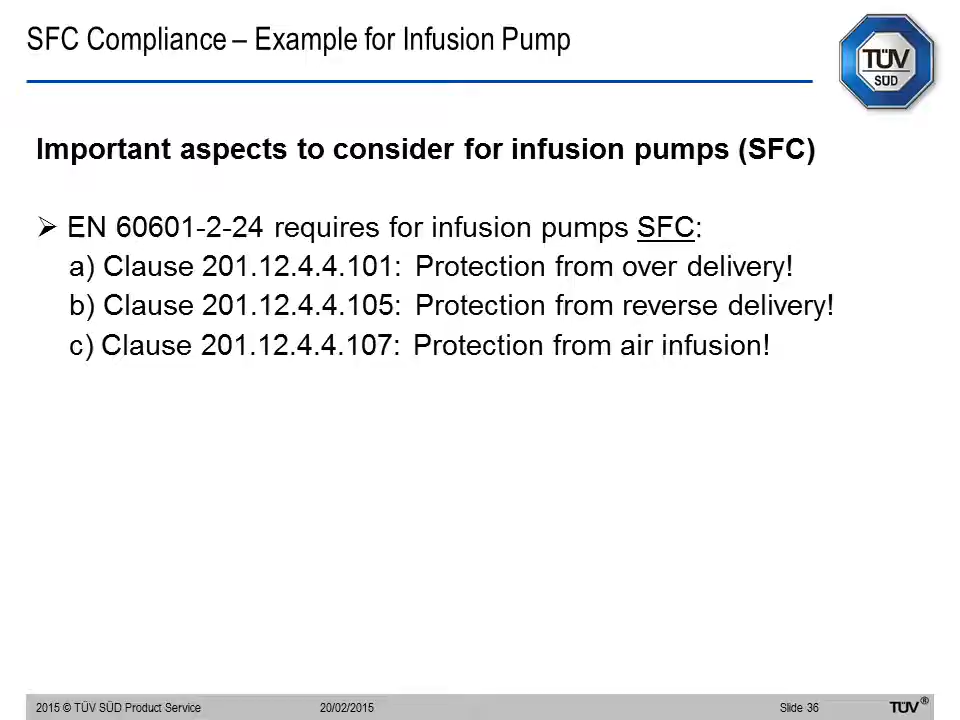 SFC Compliance – Example for Infusion Pump
TÜV
SÜD
Important aspects to consider for infusion pumps (SFC)
➢ EN 60601-2-24 requires for infusion pumps SFC:
a) Clause 201.12.4.4.101: Protection from over delivery!
b) Clause 201.12.4.4.105: Protection from reverse delivery!
c) Clause 201.12.4.4.107: Protection from air infusion!
2015 © TÜV SÜD Product Service 20/02/2015 Slide 36 TÜV®